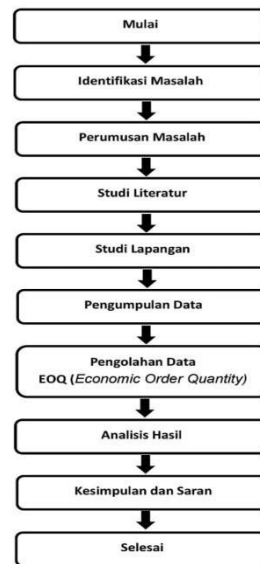 Mulai
Identifikasi Masalah
Perumusan Masalah
Studi Literatur
Studi Lapangan
Pengumpulan Data
Pengolahan Data
EOQ (Economic Order Quantity)
Analisis Hasil
Kesimpulan dan Saran
Selesai